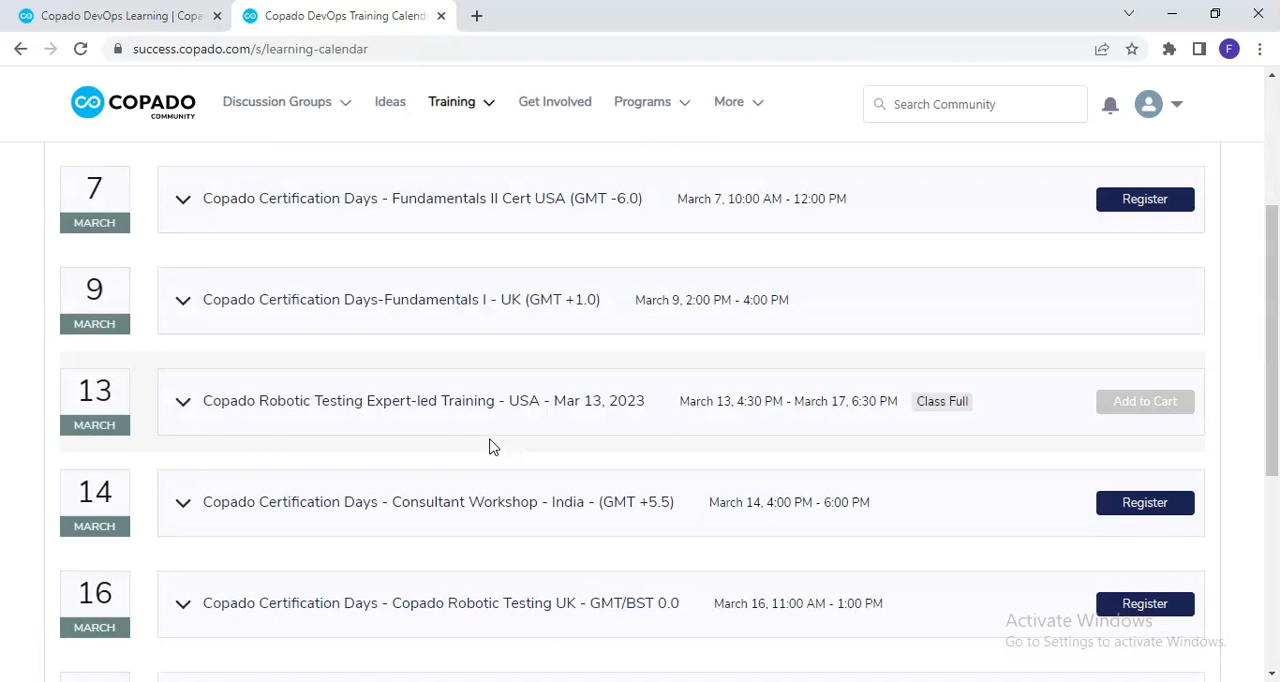 Copado DevOps Learning | Copa
Copado DevOps Training Calend
success.copado.com/s/learning-calendar
F
COPADO
COMMUNITY
Discussion Groups
Ideas
Training
Get Involved
Programs
More
Search Community
7
MARCH
Copado Certification Days - Fundamentals II Cert USA (GMT -6.0)
March 7, 10:00 AM - 12:00 PM
Register
9
MARCH
Copado Certification Days-Fundamentals I - UK (GMT +1.0)
March 9, 2:00 PM - 4:00 PM
13
MARCH
Copado Robotic Testing Expert-led Training - USA - Mar 13, 2023
March 13, 4:30 PM - March 17, 6:30 PM
Class Full
Add to Cart
14
MARCH
Copado Certification Days - Consultant Workshop - India - (GMT +5.5)
March 14, 4:00 PM - 6:00 PM
Register
16
MARCH
Copado Certification Days - Copado Robotic Testing UK - GMT/BST 0.0
March 16, 11:00 AM - 1:00 PM
Register
Activate Windows
Go to Settings to activate Windows.